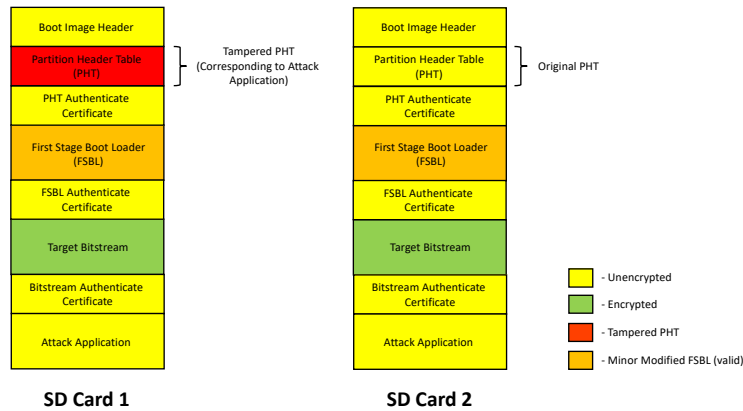 Boot Image Header
Partition Header Table
(PHT)
PHT Authenticate
Certificate
First Stage Boot Loader
(FSBL)
FSBL Authenticate
Certificate
Target Bitstream
Bitstream Authenticate
Certificate
Attack Application
SD Card 1
Tampered PHT
(Corresponding to Attack
Application)
Boot Image Header
Partition Header Table
(PHT)
PHT Authenticate
Certificate
First Stage Boot Loader
(FSBL)
FSBL Authenticate
Certificate
Target Bitstream
Bitstream Authenticate
Certificate
Attack Application
SD Card 2
Original PHT
- Unencrypted
- Encrypted
- Tampered PHT
- Minor Modified FSBL (valid)